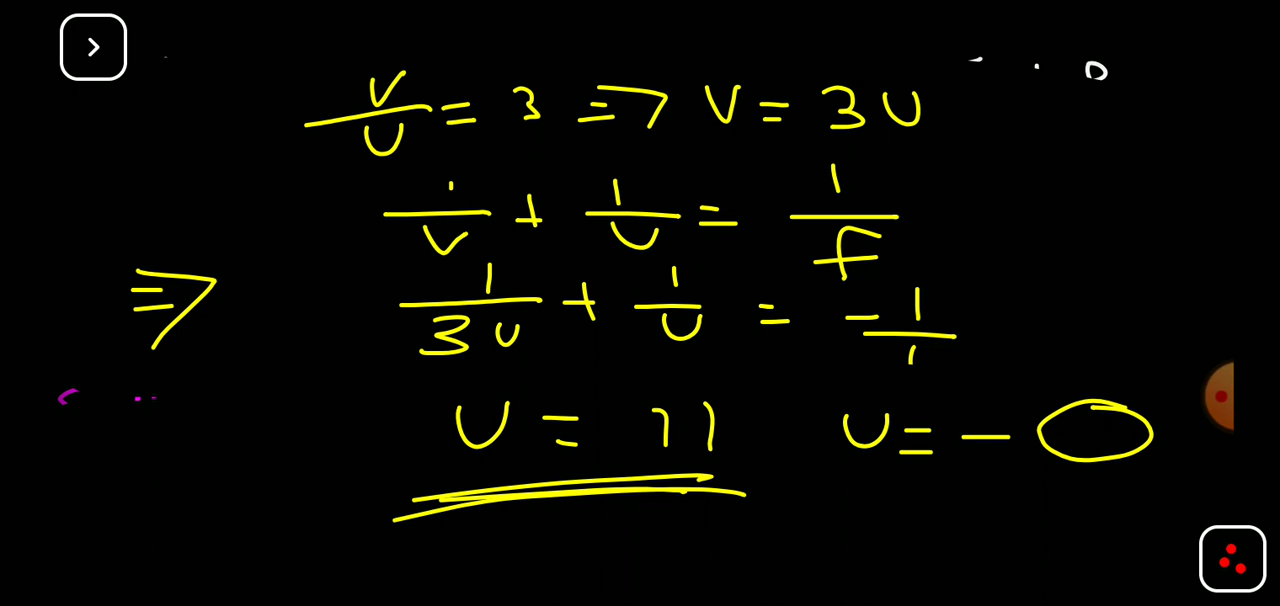 V/U = 3 => V = 3U
1/V + 1/U = 1/f
=> 1/3U + 1/U = -1/1
U = 11 U = -